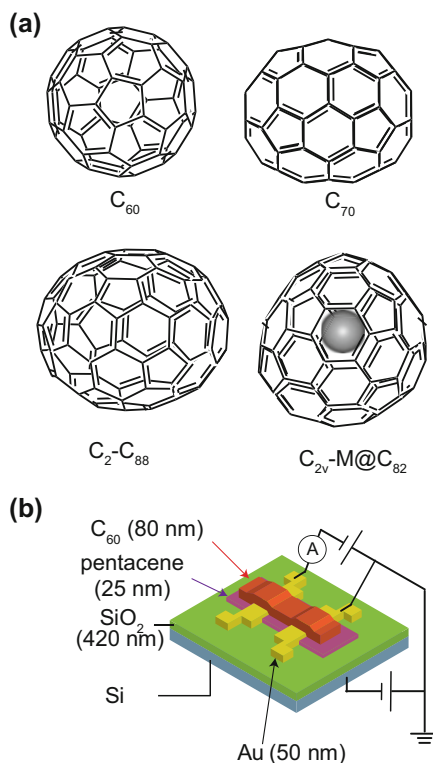 (a)
C₆₀
C₇₀
C₂-C₈₈
C₂ᵥ-M@C₈₂
(b)
C₆₀ (80 nm)
A
pentacene
(25 nm)
SiO₂
(420 nm)
Si
Au (50 nm)